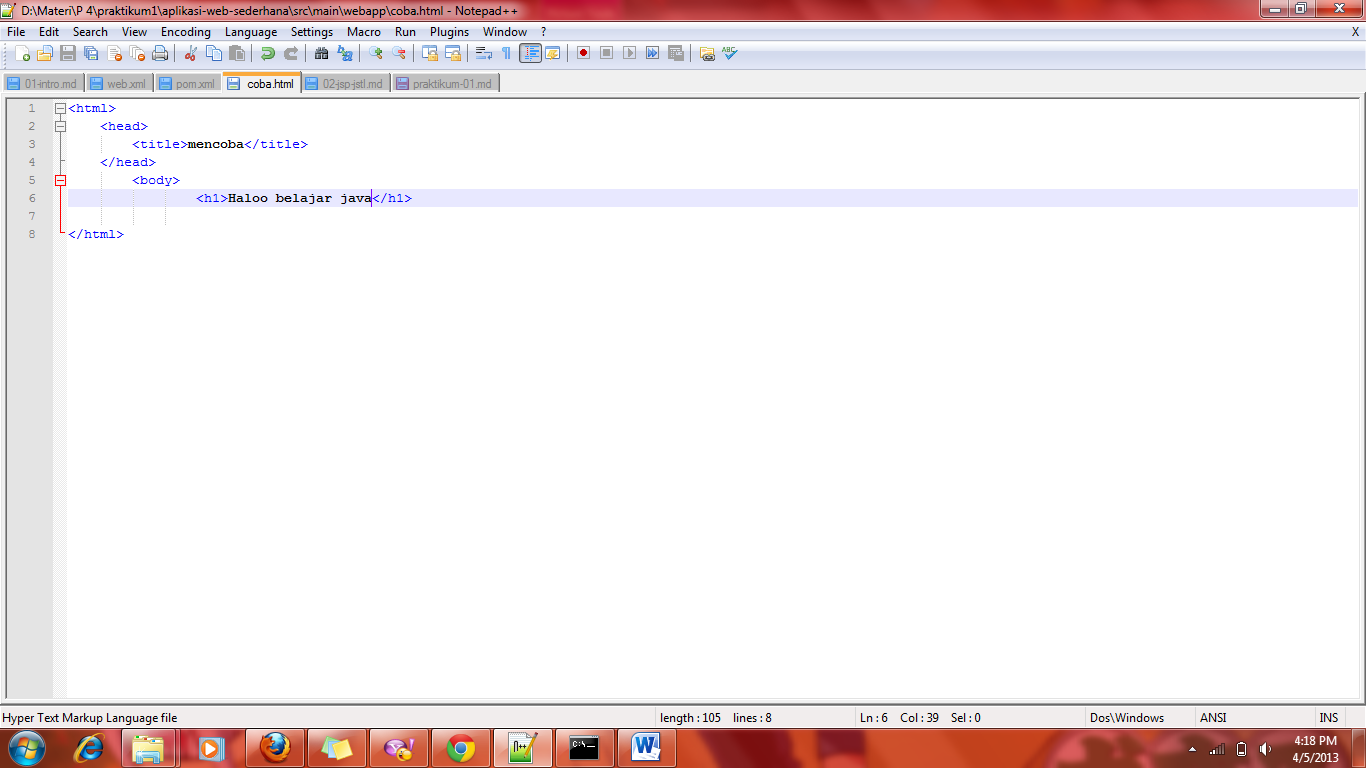 D:\Materi\P 4\praktikum1\aplikasi-web-sederhana\src\main\webapp\coba.html - Notepad++
File Edit Search View Encoding Language Settings Macro Run Plugins Window ? X
01-intro.md web.xml pom.xml coba.html 02-jsp-jstl.md praktikum-01.md
1 <html>
2 <head>
3 <title>mencoba</title>
4 </head>
5 <body>
6 <h1>Haloo belajar java</h1>
7
8 </html>
Hyper Text Markup Language file length : 105 lines : 8 Ln : 6 Col : 39 Sel : 0 Dos\Windows ANSI INS
4:18 PM
4/5/2013